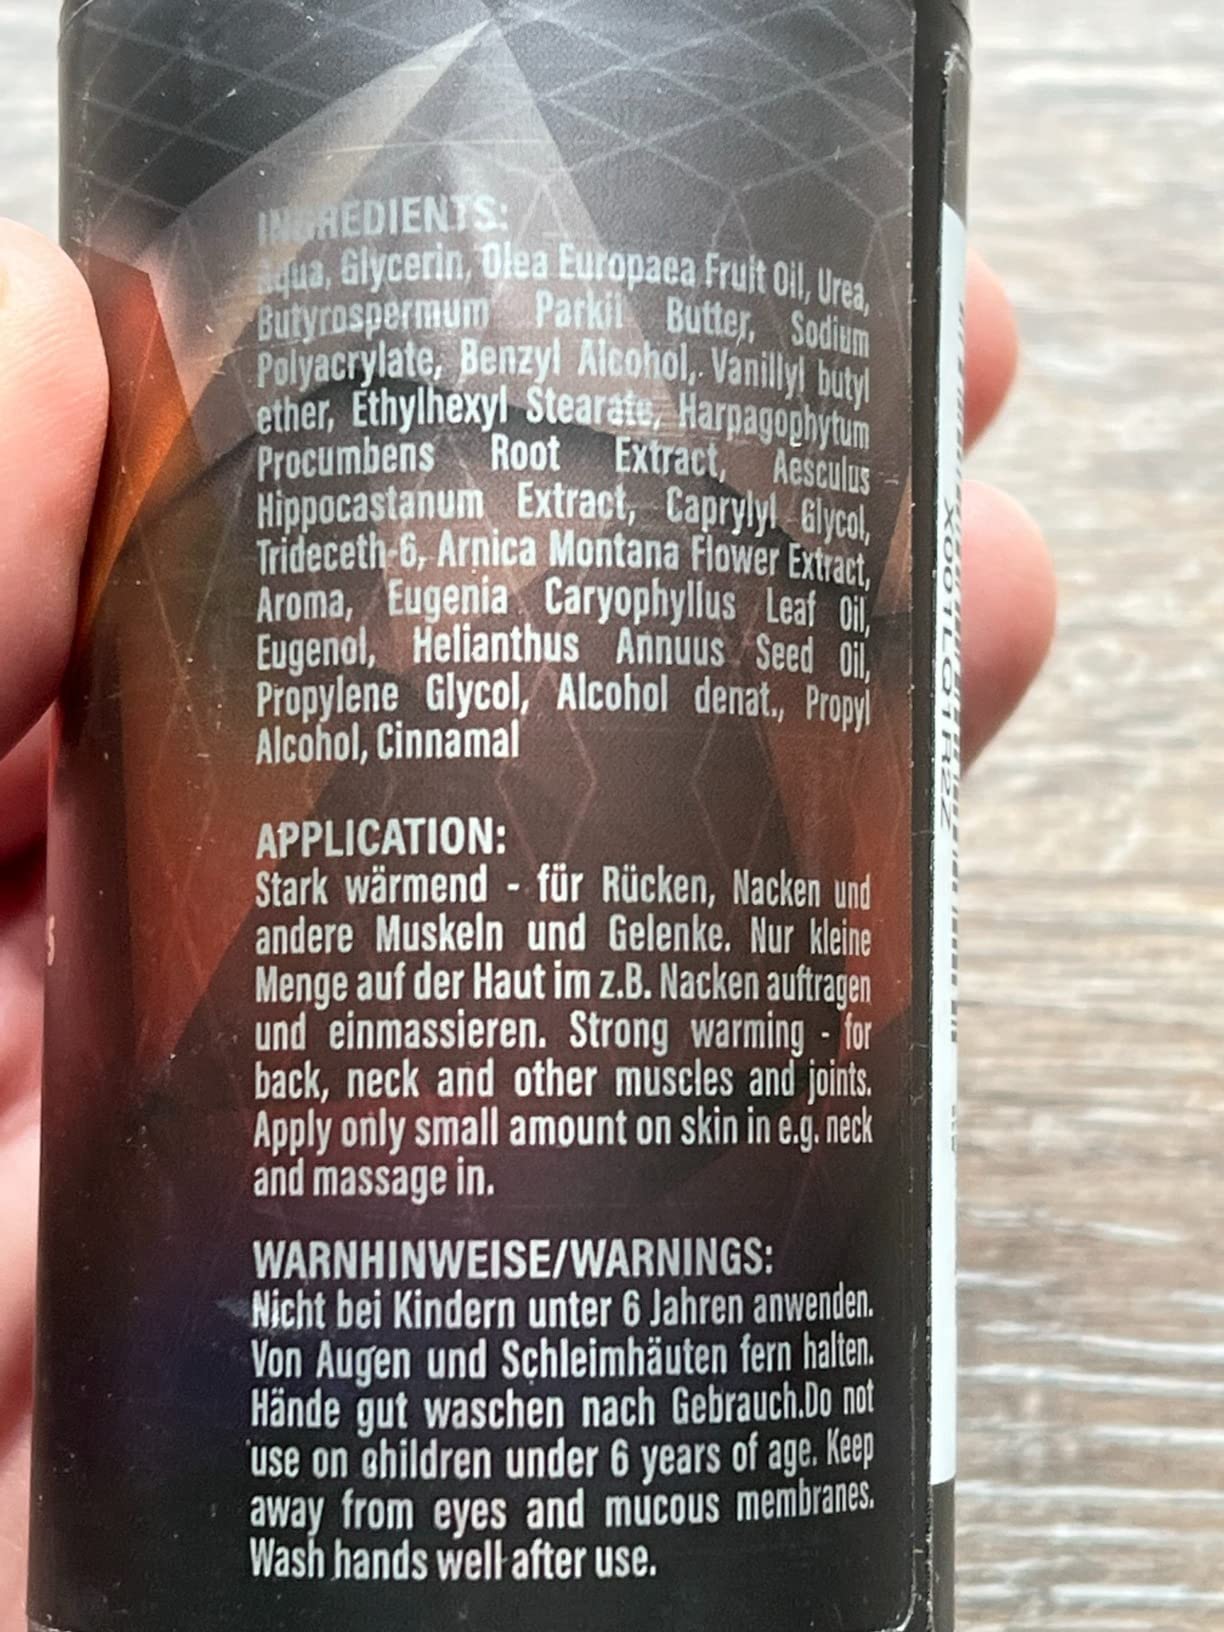 INGREDIENTS:
Aqua, Glycerin, Olea Europaea Fruit Oil, Urea,
Butyrospermum Parkii Butter, Sodium
Polyacrylate, Benzyl Alcohol, Vanillyl butyl
ether, Ethylhexyl Stearate, Harpagophytum
Procumbens Root Extract, Aesculus
Hippocastanum Extract, Caprylyl Glycol,
Trideceth-6, Arnica Montana Flower Extract,
Aroma, Eugenia Caryophyllus Leaf Oil,
Eugenol, Helianthus Annuus Seed Oil,
Propylene Glycol, Alcohol denat., Propyl
Alcohol, Cinnamal
APPLICATION:
Stark wärmend - für Rücken, Nacken und
andere Muskeln und Gelenke. Nur kleine
Menge auf der Haut im z.B. Nacken auftragen
und einmassieren. Strong warming - for
back, neck and other muscles and joints.
Apply only small amount on skin in e.g. neck
and massage in.
WARNHINWEISE/WARNINGS:
Nicht bei Kindern unter 6 Jahren anwenden.
Von Augen und Schleimhäuten fern halten.
Hände gut waschen nach Gebrauch.Do not
use on children under 6 years of age. Keep
away from eyes and mucous membranes.
Wash hands well after use.